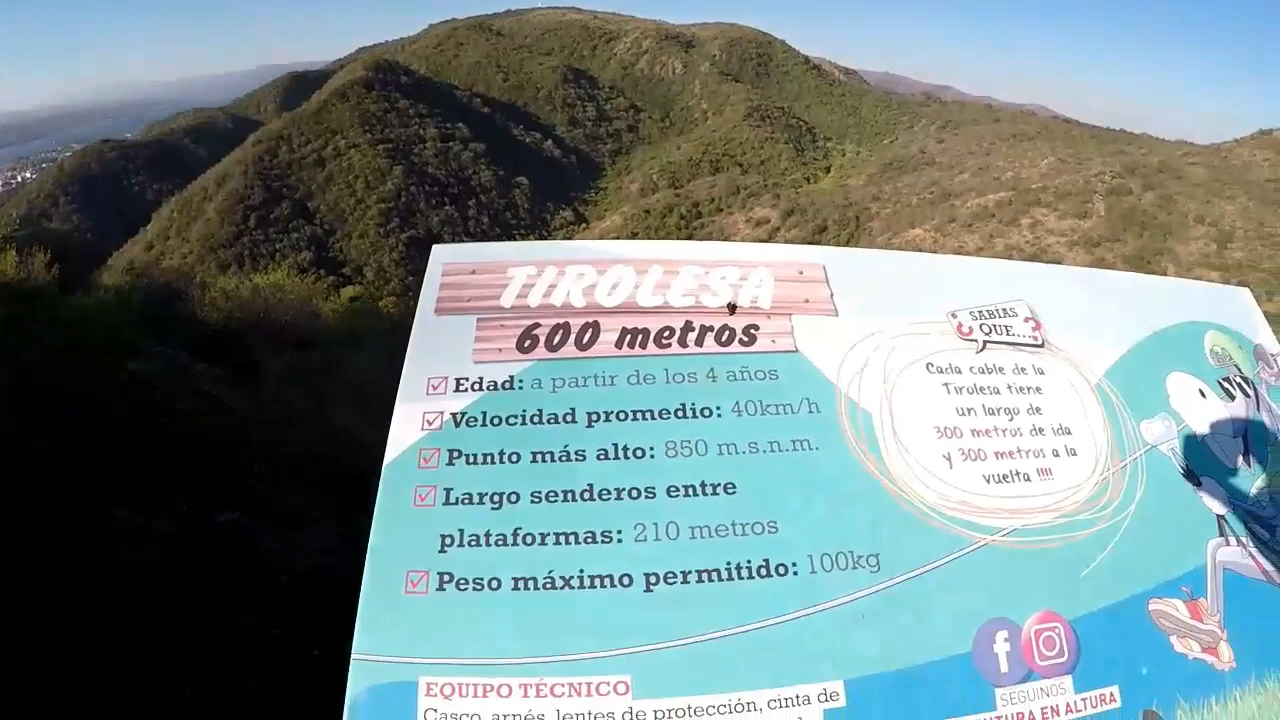 TIROLESA
600 metros
Edad: a partir de los 4 años
Velocidad promedio: 40km/h
Punto más alto: 850 m.s.n.m.
Largo senderos entre
plataformas: 210 metros
Peso máximo permitido: 100kg
¿SABÍAS
QUE...?
Cada cable de la
Tirolesa tiene
un largo de
300 metros de ida
y 300 metros a la
vuelta !!!!
EQUIPO TÉCNICO
Casco, arnés, lentes de protección, cinta de
f
SEGUINOS
EN ALTURA